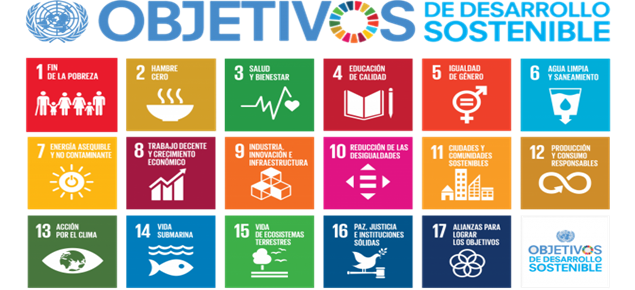 OBJETIVOS DE DESARROLLO
SOSTENIBLE
1 FIN
DE LA POBREZA
2 HAMBRE
CERO
3 SALUD
Y BIENESTAR
4 EDUCACIÓN
DE CALIDAD
5 IGUALDAD
DE GÉNERO
6 AGUA LIMPIA
Y SANEAMIENTO
7 ENERGÍA ASEQUIBLE
Y NO CONTAMINANTE
8 TRABAJO DECENTE
Y CRECIMIENTO
ECONÓMICO
9 INDUSTRIA,
INNOVACIÓN E
INFRAESTRUCTURA
10 REDUCCIÓN DE LAS
DESIGUALDADES
11 CIUDADES Y
COMUNIDADES
SOSTENIBLES
12 PRODUCCIÓN
Y CONSUMO
RESPONSABLES
13 ACCIÓN
POR EL CLIMA
14 VIDA
SUBMARINA
15 VIDA
DE ECOSISTEMAS
TERRESTRES
16 PAZ, JUSTICIA
E INSTITUCIONES
SÓLIDAS
17 ALIANZAS PARA
LOGRAR
LOS OBJETIVOS
OBJETIVOS
DE DESARROLLO
SOSTENIBLE